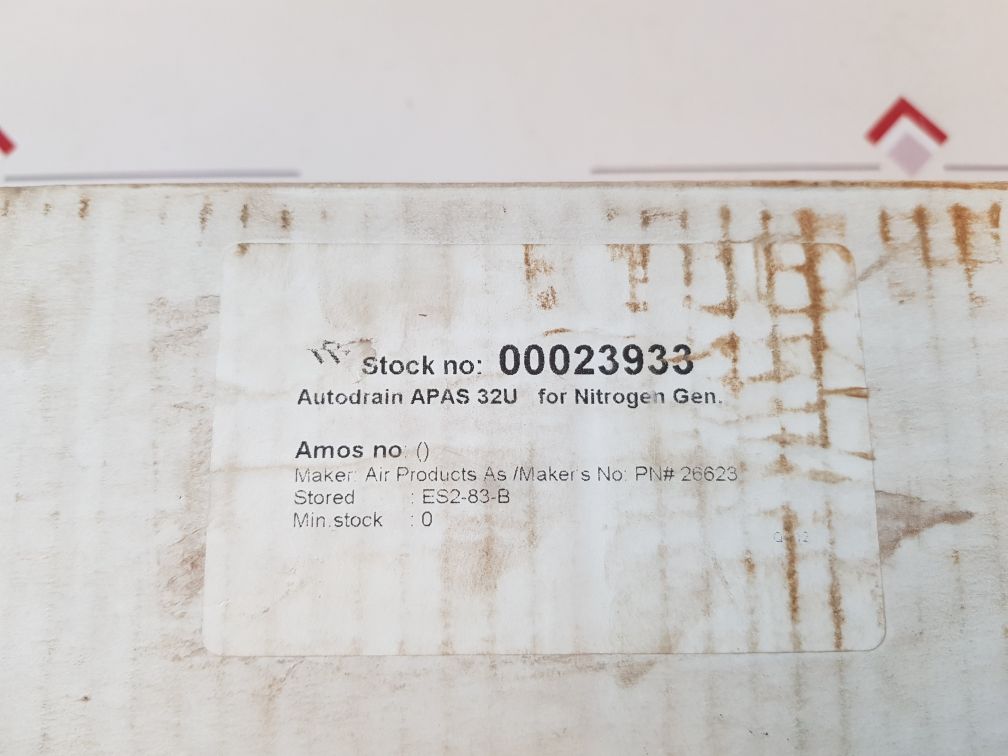 Stock no: 00023933
Autodrain APAS 32U for Nitrogen Gen.
Amos no: ()
Maker: Air Products As /Maker's No: PN# 26623
Stored : ES2-83-B
Min.stock : 0